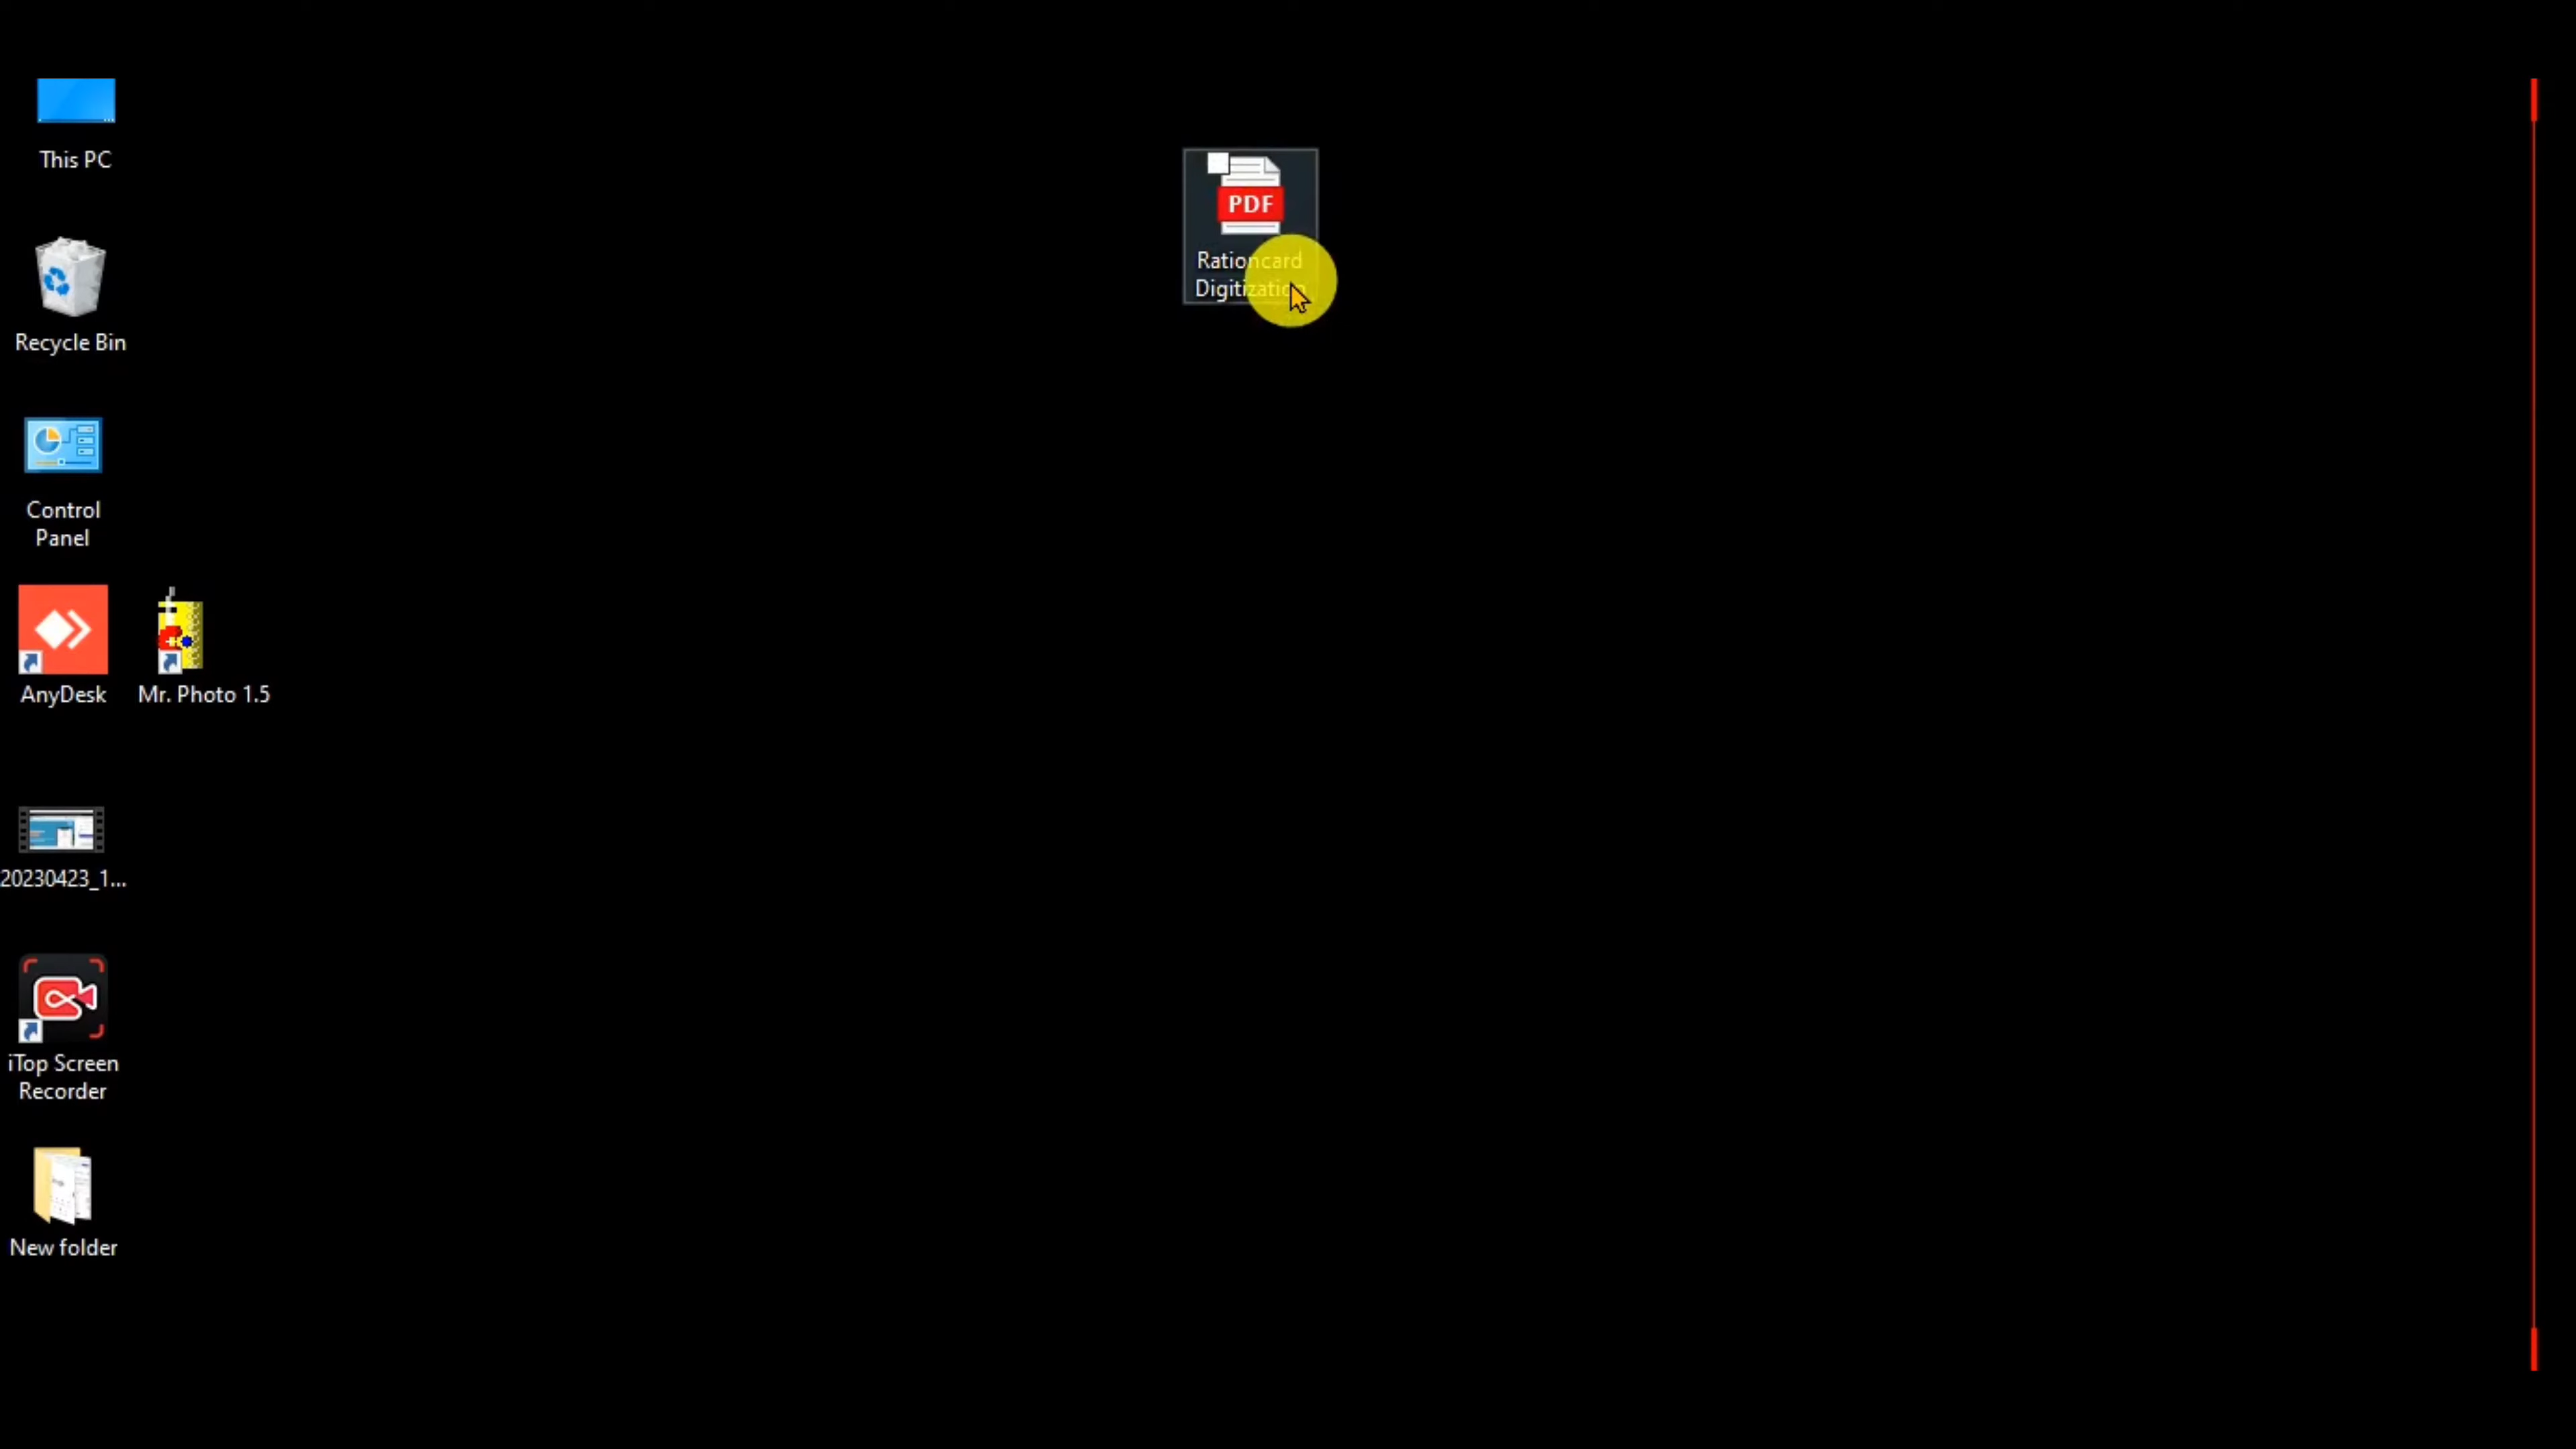 This PC
PDF
Rationcard
Digitization
Recycle Bin
Control
Panel
AnyDesk
Mr. Photo 1.5
20230423_1...
iTop Screen
Recorder
New folder